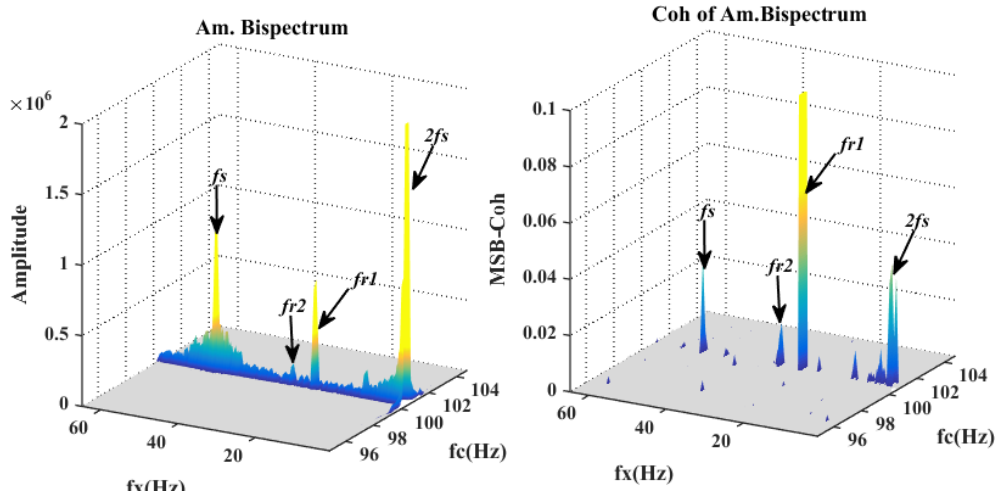 Am. Bispectrum
×10⁶
2
1.5
1
0.5
0
Amplitude
fs
fr2
fr1
2fs
60
40
20
96
98
100
102
104
fx(Hz)
fc(Hz)
Coh of Am.Bispectrum
0.1
0.08
0.06
0.04
0.02
0
MSB-Coh
fs
fr2
fr1
2fs
60
40
20
96
98
100
102
104
fx(Hz)
fc(Hz)